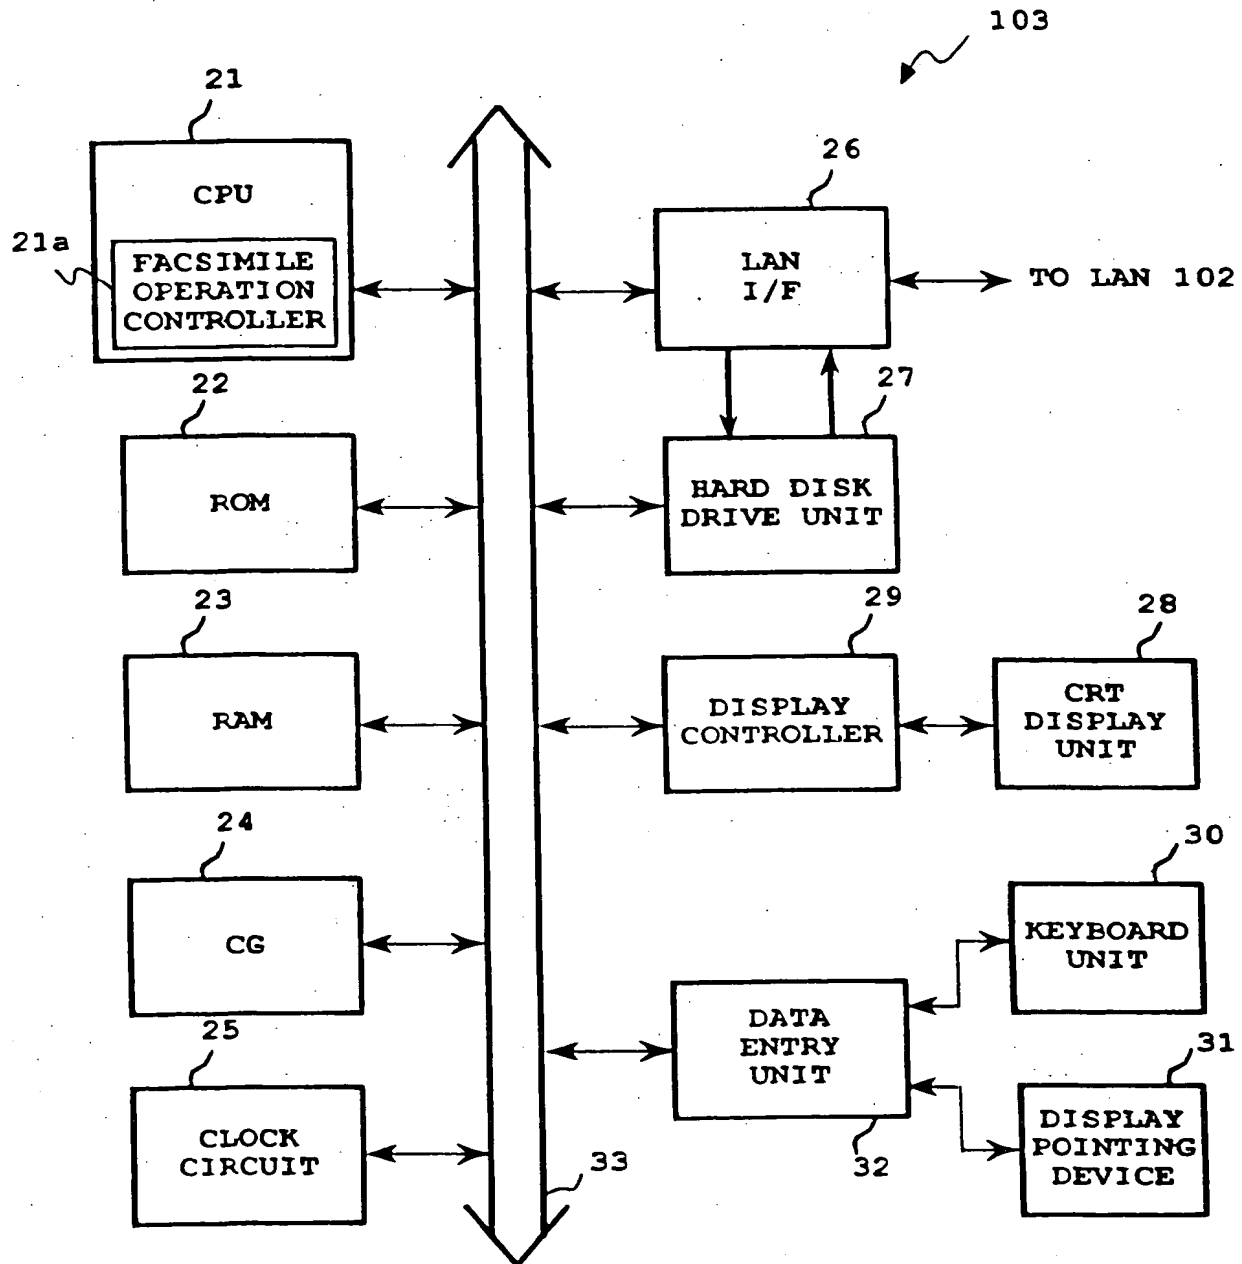 103
21
CPU
21a
FACSIMILE
OPERATION
CONTROLLER
26
LAN
I/F
TO LAN 102
22
ROM
27
HARD DISK
DRIVE UNIT
23
RAM
29
DISPLAY
CONTROLLER
28
CRT
DISPLAY
UNIT
24
CG
30
KEYBOARD
UNIT
25
CLOCK
CIRCUIT
DATA
ENTRY
UNIT
32
31
DISPLAY
POINTING
DEVICE
33